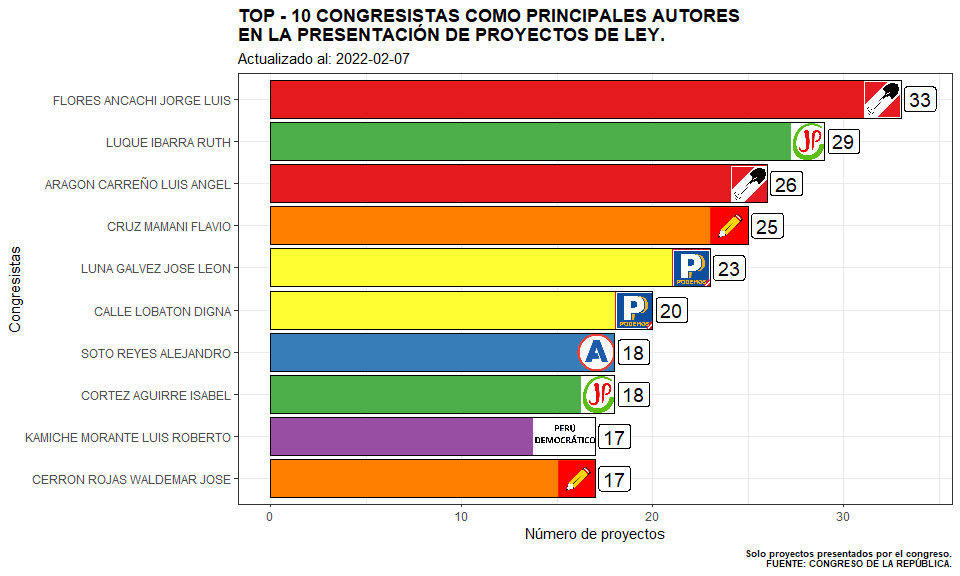 TOP - 10 CONGRESISTAS COMO PRINCIPALES AUTORES
EN LA PRESENTACIÓN DE PROYECTOS DE LEY.
Actualizado al: 2022-02-07
Congresistas
FLORES ANCACHI JORGE LUIS 33
LUQUE IBARRA RUTH JP 29
ARAGON CARREÑO LUIS ANGEL 26
CRUZ MAMANI FLAVIO 25
LUNA GALVEZ JOSE LEON P PODEMOS 23
CALLE LOBATON DIGNA P PODEMOS 20
SOTO REYES ALEJANDRO A 18
CORTEZ AGUIRRE ISABEL JP 18
KAMICHE MORANTE LUIS ROBERTO PERÚ DEMOCRÁTICO 17
CERRON ROJAS WALDEMAR JOSE 17
0 10 20 30
Número de proyectos
Solo proyectos presentados por el congreso.
FUENTE: CONGRESO DE LA REPÚBLICA.